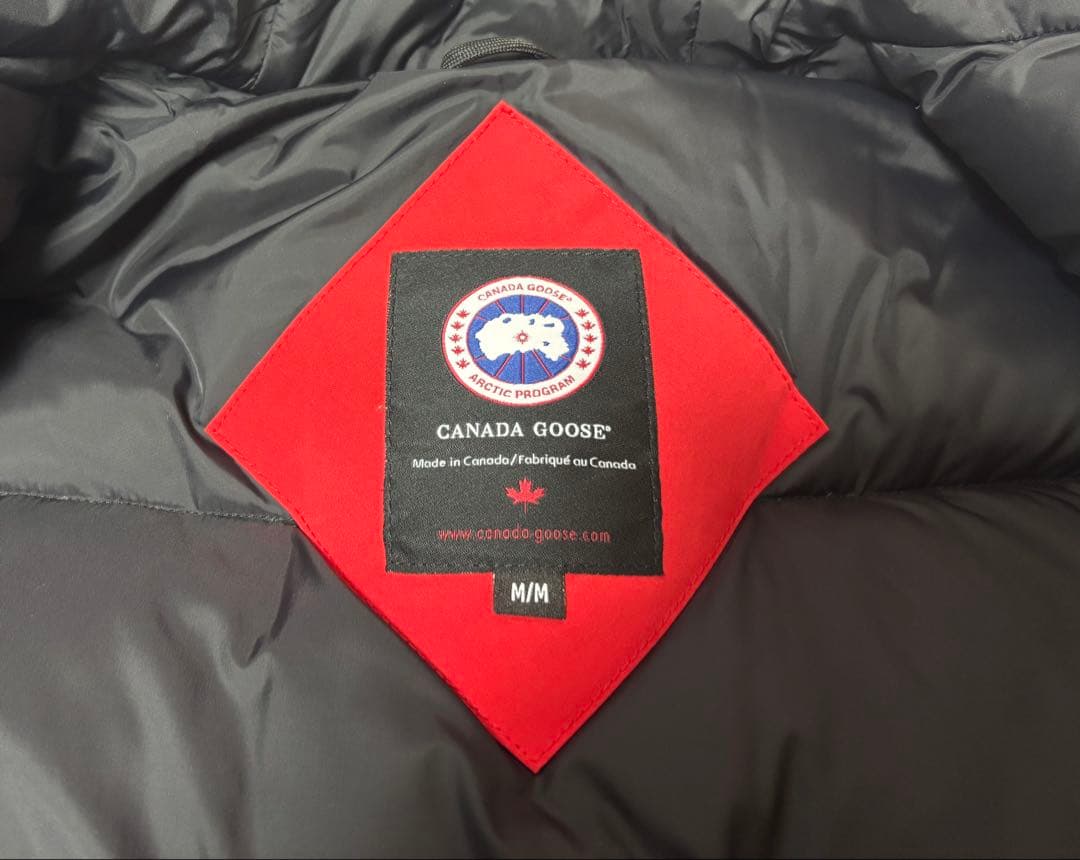 CANADA GOOSE®
ARCTIC PROGRAM
CANADA GOOSE®
Made in Canada/Fabriqué au Canada
www.canada-goose.com
M/M